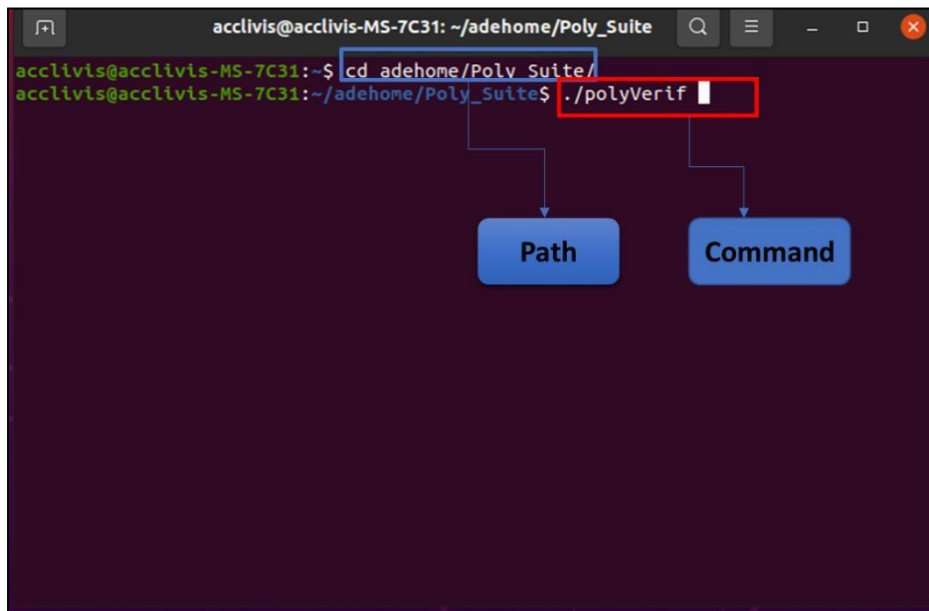 acclivis@acclivis-MS-7C31: ~/adehome/Poly_Suite
acclivis@acclivis-MS-7C31:~$ cd adehome/Poly_Suite/
acclivis@acclivis-MS-7C31:~/adehome/Poly_Suite$ ./polyVerif
Path
Command